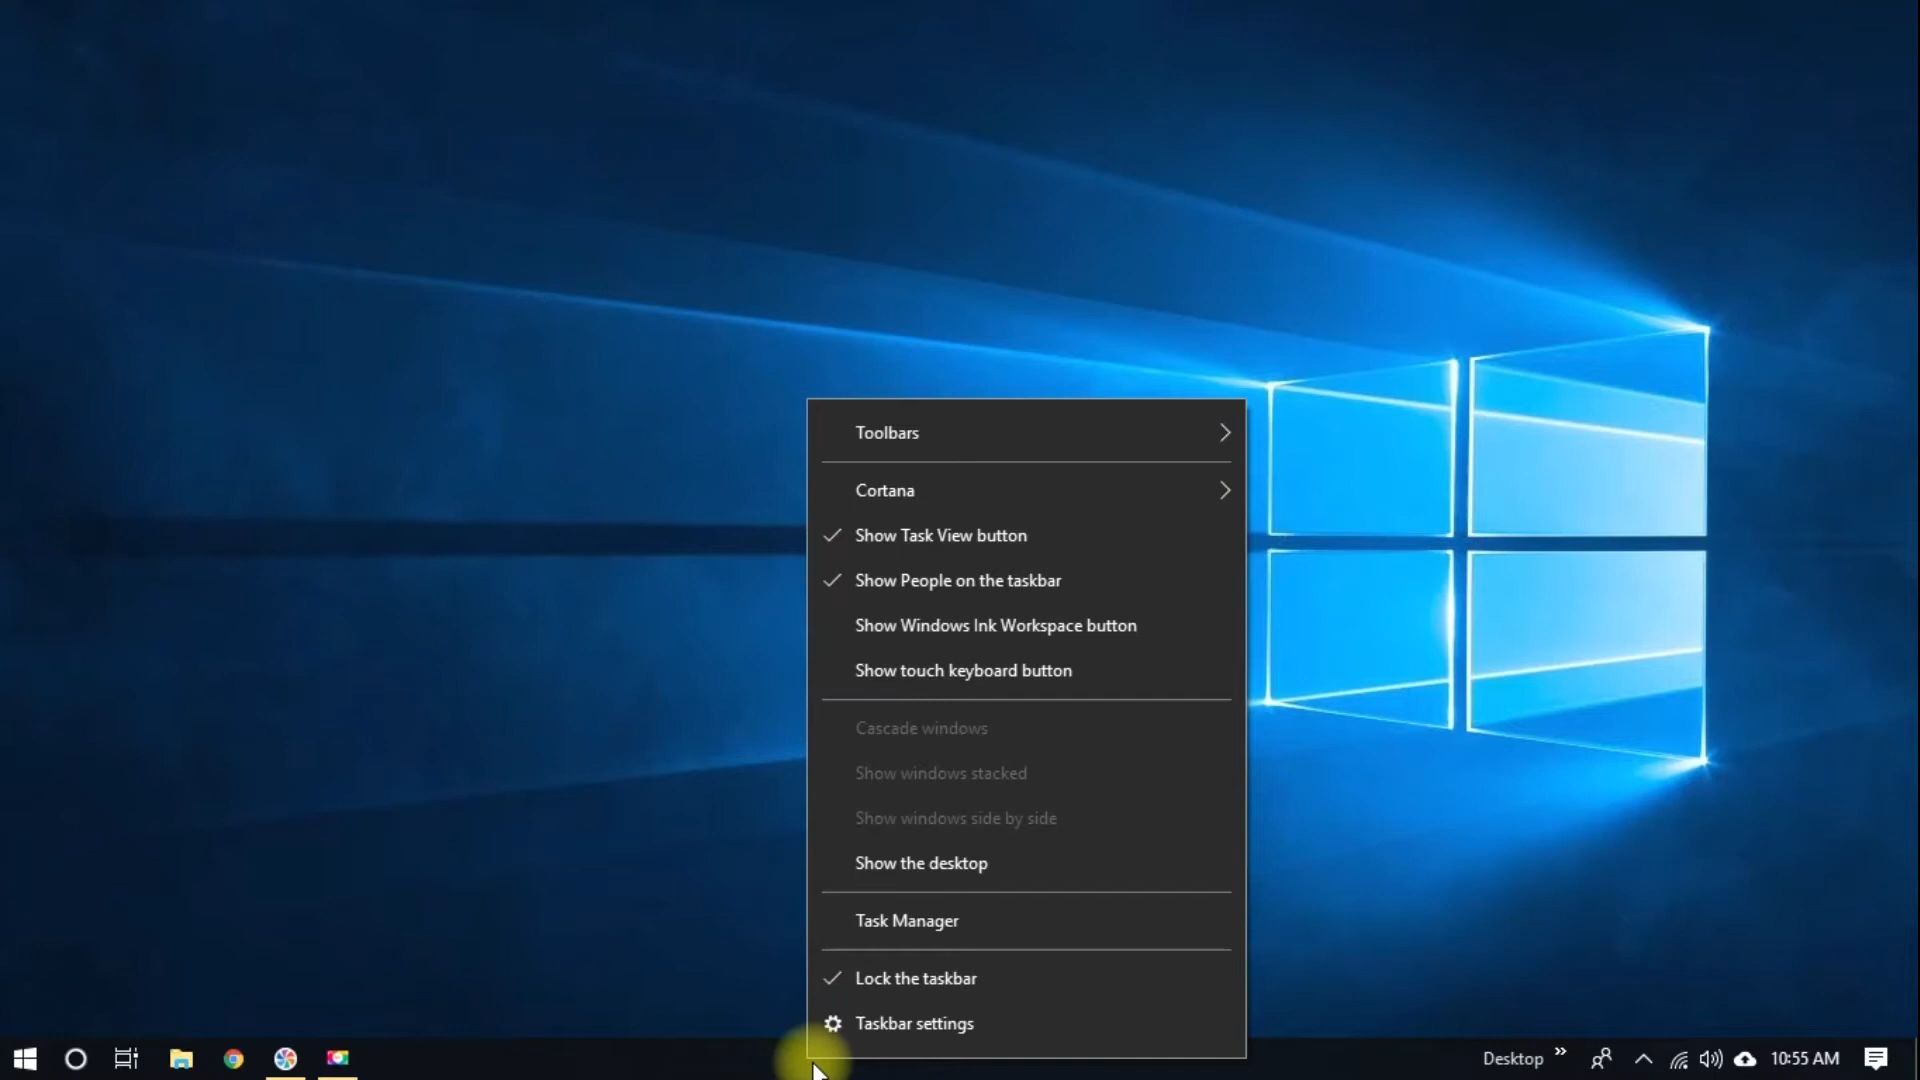 Toolbars
Cortana
Show Task View button
Show People on the taskbar
Show Windows Ink Workspace button
Show touch keyboard button
Cascade windows
Show windows stacked
Show windows side by side
Show the desktop
Task Manager
Lock the taskbar
Taskbar settings
Desktop
10:55 AM